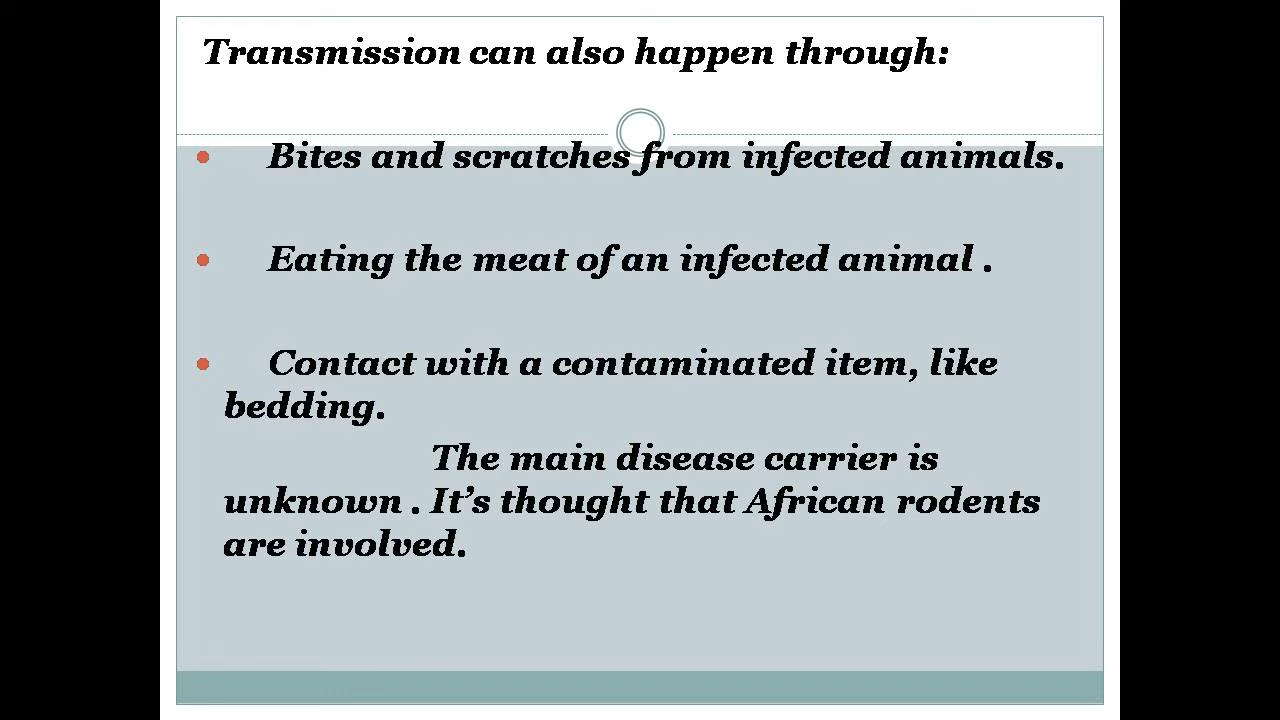 Transmission can also happen through:
Bites and scratches from infected animals.
Eating the meat of an infected animal .
Contact with a contaminated item, like
bedding.
The main disease carrier is
unknown . It’s thought that African rodents
are involved.